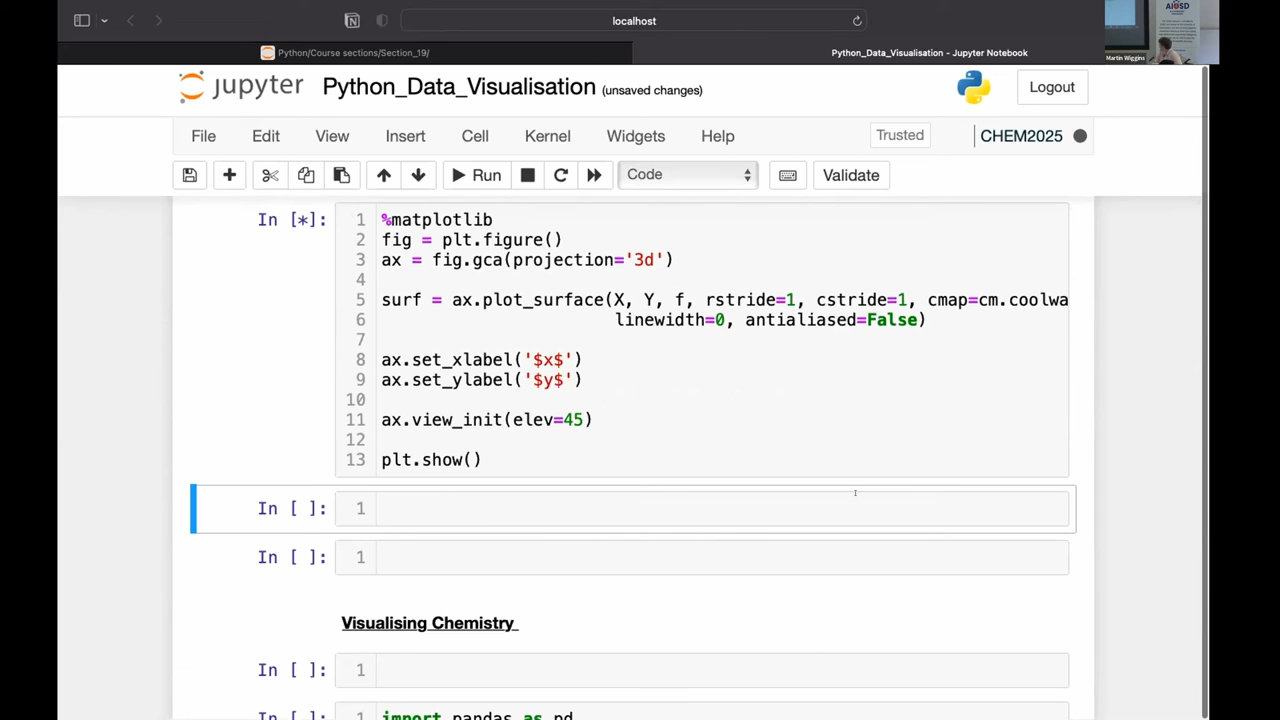 localhost
AI4SD
Python/Course sections/Section_19/
Python_Data_Visualisation - Jupyter Notebook
Martin Wiggins
jupyter Python_Data_Visualisation (unsaved changes)
Logout
File Edit View Insert Cell Kernel Widgets Help
Trusted
CHEM2025
Run
Code
Validate
In [*]:
1 %matplotlib
2 fig = plt.figure()
3 ax = fig.gca(projection='3d')
4
5 surf = ax.plot_surface(X, Y, f, rstride=1, cstride=1, cmap=cm.coolwa
6 linewidth=0, antialiased=False)
7
8 ax.set_xlabel('$x$')
9 ax.set_ylabel('$y$')
10
11 ax.view_init(elev=45)
12
13 plt.show()
In [ ]: 1
In [ ]: 1
Visualising Chemistry
In [ ]: 1
In [ ]: 1 import pandas as pd